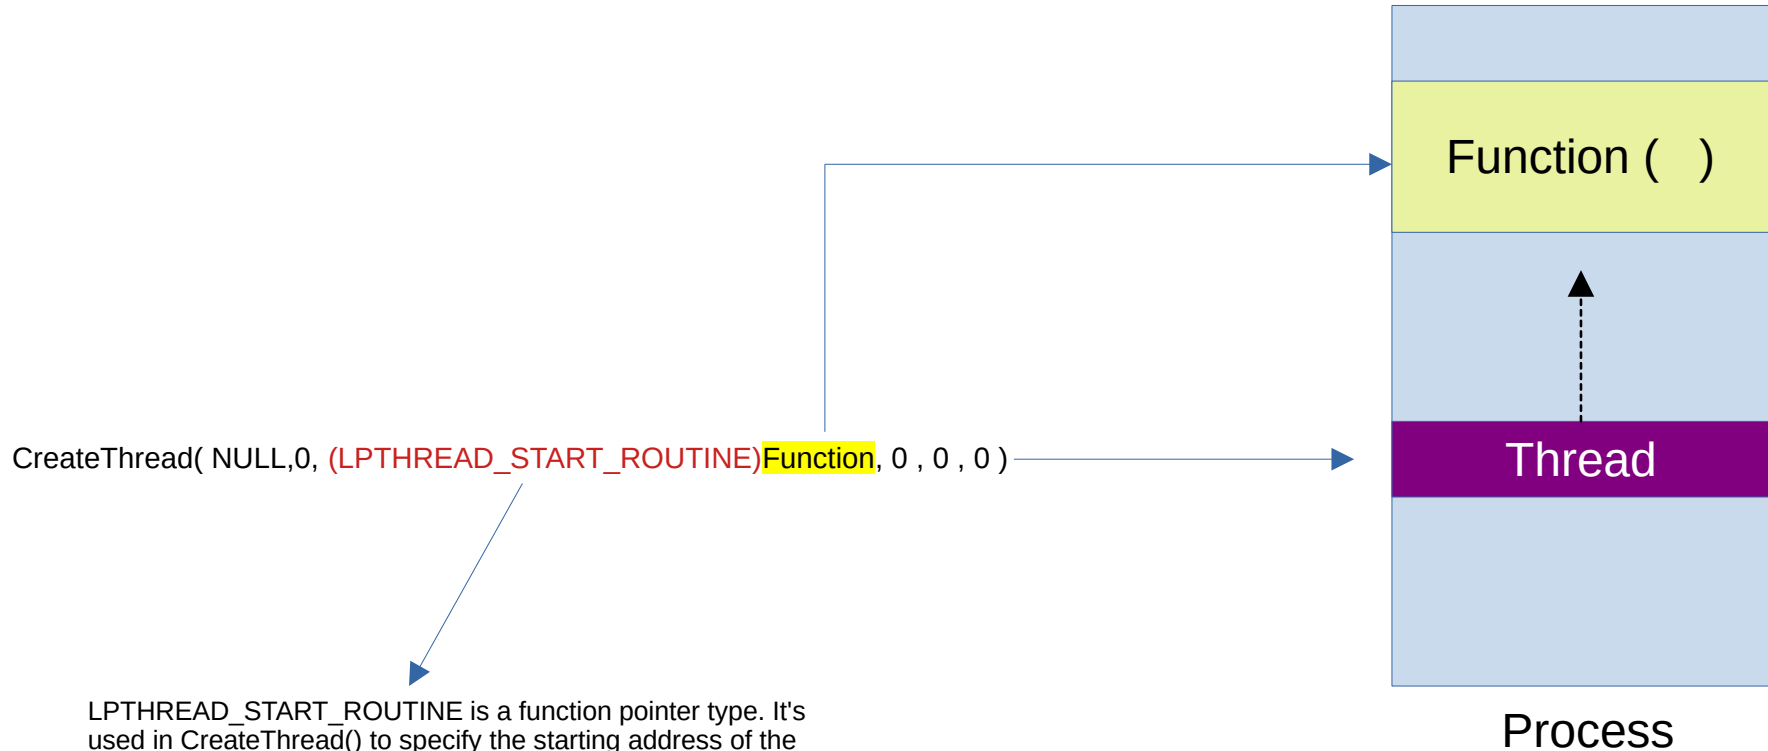 Function (   )
CreateThread( NULL,0, (LPTHREAD_START_ROUTINE)Function, 0 , 0 , 0 )
Thread
LPTHREAD_START_ROUTINE is a function pointer type. It's
used in CreateThread() to specify the starting address of the
Process